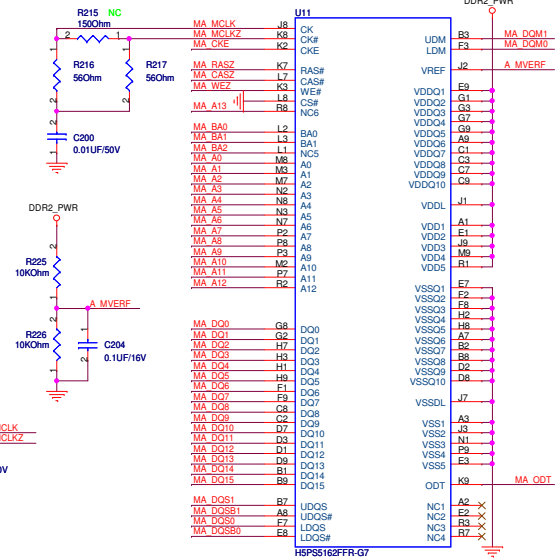 R215 NC
150Ohm
2 1
R216
56Ohm
R217
56Ohm
C200
0.01UF/50V
DDR2_PWR
R225
10KOhm
A_MVERF
R226
10KOhm
C204
0.1UF/16V
U11
MA_MCLK J8 CK
MA_MCLKZ K8 CK#
MA_CKE K2 CKE
MA_RASZ K7 RAS#
MA_CASZ L7 CAS#
MA_WEZ K3 WE#
L8 CS#
MA_A13 R8 NC6
MA_BA0 L2 BA0
MA_BA1 L3 BA1
MA_BA2 L1 NC5
MA_A0 M8 A0
MA_A1 M3 A1
MA_A2 M7 A2
MA_A3 N2 A3
MA_A4 N8 A4
MA_A5 N3 A5
MA_A6 N7 A6
MA_A7 P2 A7
MA_A8 P8 A8
MA_A9 P3 A9
MA_A10 M2 A10
MA_A11 P7 A11
MA_A12 R2 A12
MA_DQ0 G8 DQ0
MA_DQ1 G2 DQ1
MA_DQ2 H7 DQ2
MA_DQ3 H3 DQ3
MA_DQ4 H1 DQ4
MA_DQ5 H9 DQ5
MA_DQ6 F1 DQ6
MA_DQ7 F9 DQ7
MA_DQ8 C8 DQ8
MA_DQ9 C2 DQ9
MA_DQ10 D7 DQ10
MA_DQ11 D3 DQ11
MA_DQ12 D1 DQ12
MA_DQ13 D9 DQ13
MA_DQ14 B1 DQ14
MA_DQ15 B9 DQ15
MA_DQS1 B7 UDQS
MA_DQSB1 A8 UDQS#
MA_DQS0 F7 LDQS
MA_DQSB0 E8 LDQS#
DDR2_PWR
UDM B3 MA_DQM1
LDM F3 MA_DQM0
VREF J2 A_MVERF
VDDQ1 E9
VDDQ2 G1
VDDQ3 G3
VDDQ4 G7
VDDQ5 G9
VDDQ6 A9
VDDQ7 C1
VDDQ8 C3
VDDQ9 C7
VDDQ10 C9
VDDL J1
VDD1 A1
VDD2 E1
VDD3 J9
VDD4 M9
VDD5 R1
VSSQ1 E7
VSSQ2 F2
VSSQ3 F8
VSSQ4 H2
VSSQ5 H8
VSSQ6 A7
VSSQ7 B2
VSSQ8 B8
VSSQ9 D2
VSSQ10 D8
VSSDL J7
VSS1 A3
VSS2 J3
VSS3 N1
VSS4 P9
VSS5 E3
ODT K9 MA_ODT
NC1 A2
NC2 E2
NC3 R3
NC4 R7
H5PS5162FFR-G7